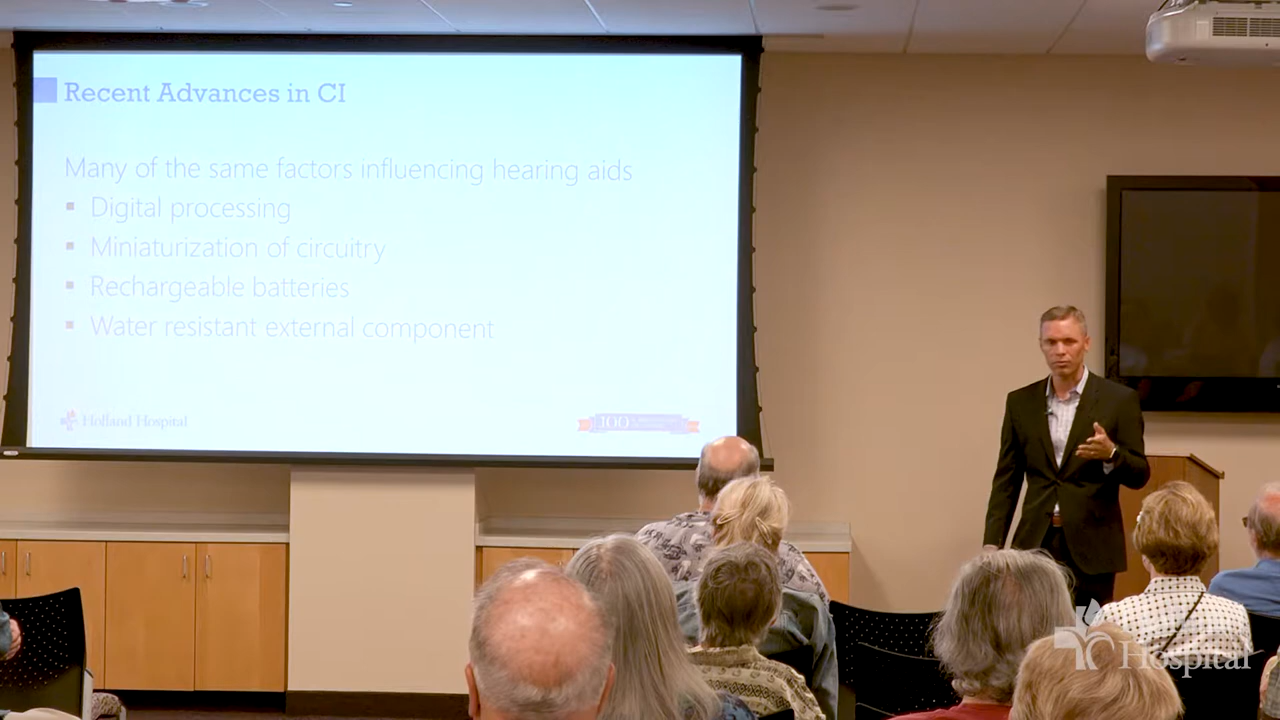 Recent Advances in CI
Many of the same factors influencing hearing aids
Digital processing
Miniaturization of circuitry
Rechargeable batteries
Water resistant external component
Holland Hospital
100
Hospital